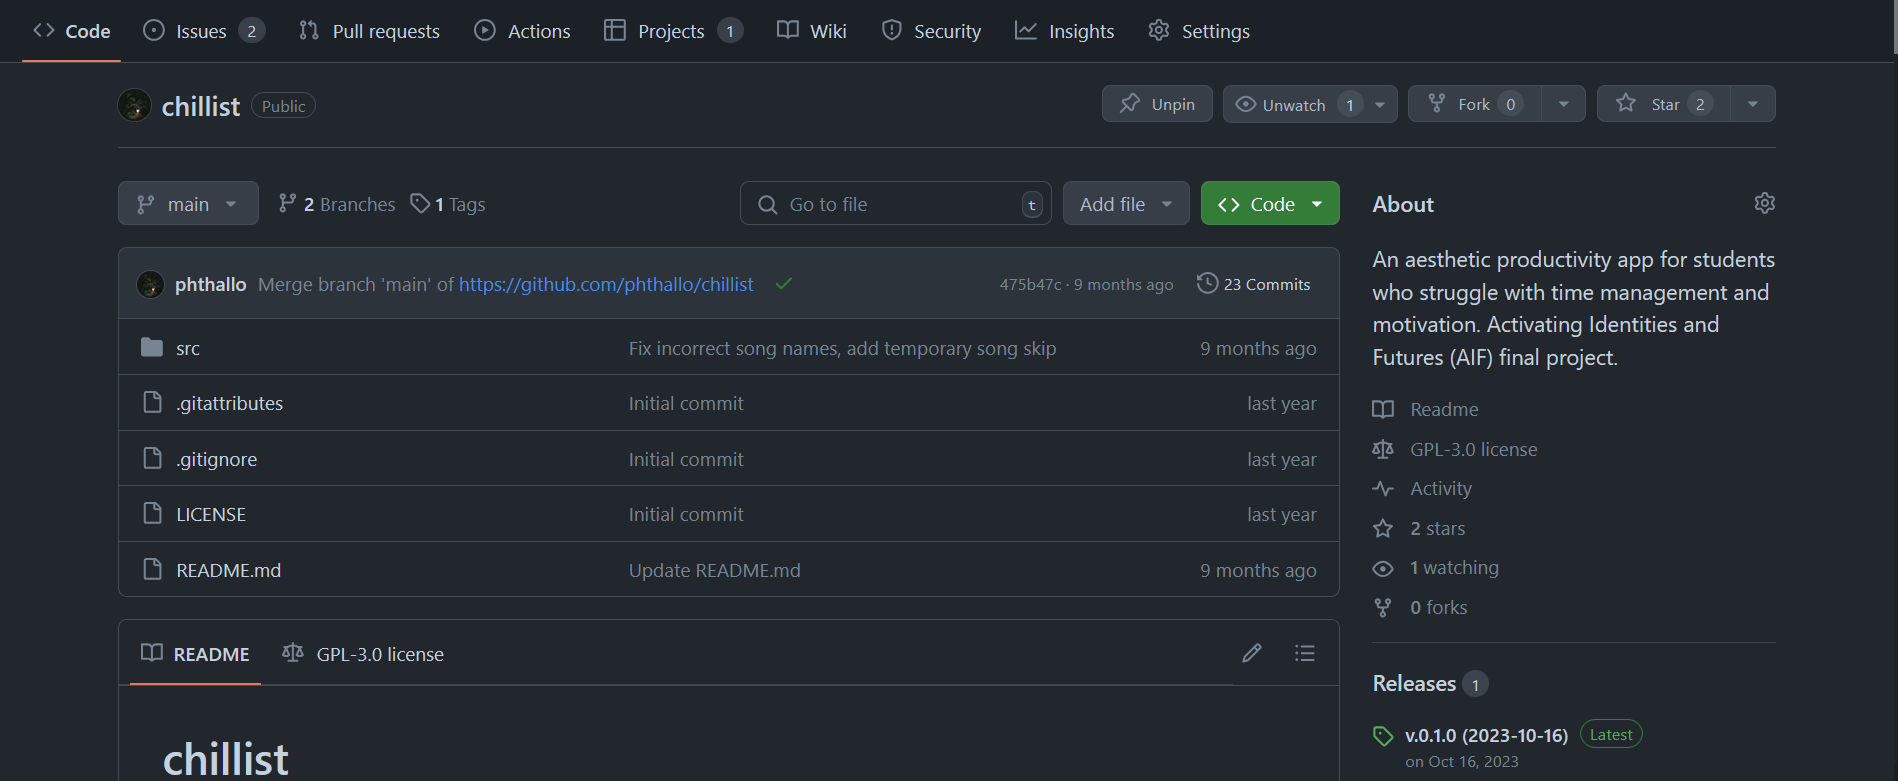 Code Issues 2 Pull requests Actions Projects 1 Wiki Security Insights Settings
chillist Public Unpin Unwatch 1 Fork 0 Star 2
main 2 Branches 1 Tags Go to file t Add file Code
phthallo Merge branch 'main' of https://github.com/phthallo/chillist 475b47c · 9 months ago 23 Commits
src Fix incorrect song names, add temporary song skip 9 months ago
.gitattributes Initial commit last year
.gitignore Initial commit last year
LICENSE Initial commit last year
README.md Update README.md 9 months ago
README GPL-3.0 license
chillist
About
An aesthetic productivity app for students
who struggle with time management and
motivation. Activating Identities and
Futures (AIF) final project.
Readme
GPL-3.0 license
Activity
2 stars
1 watching
0 forks
Releases 1
v.0.1.0 (2023-10-16) Latest
on Oct 16, 2023